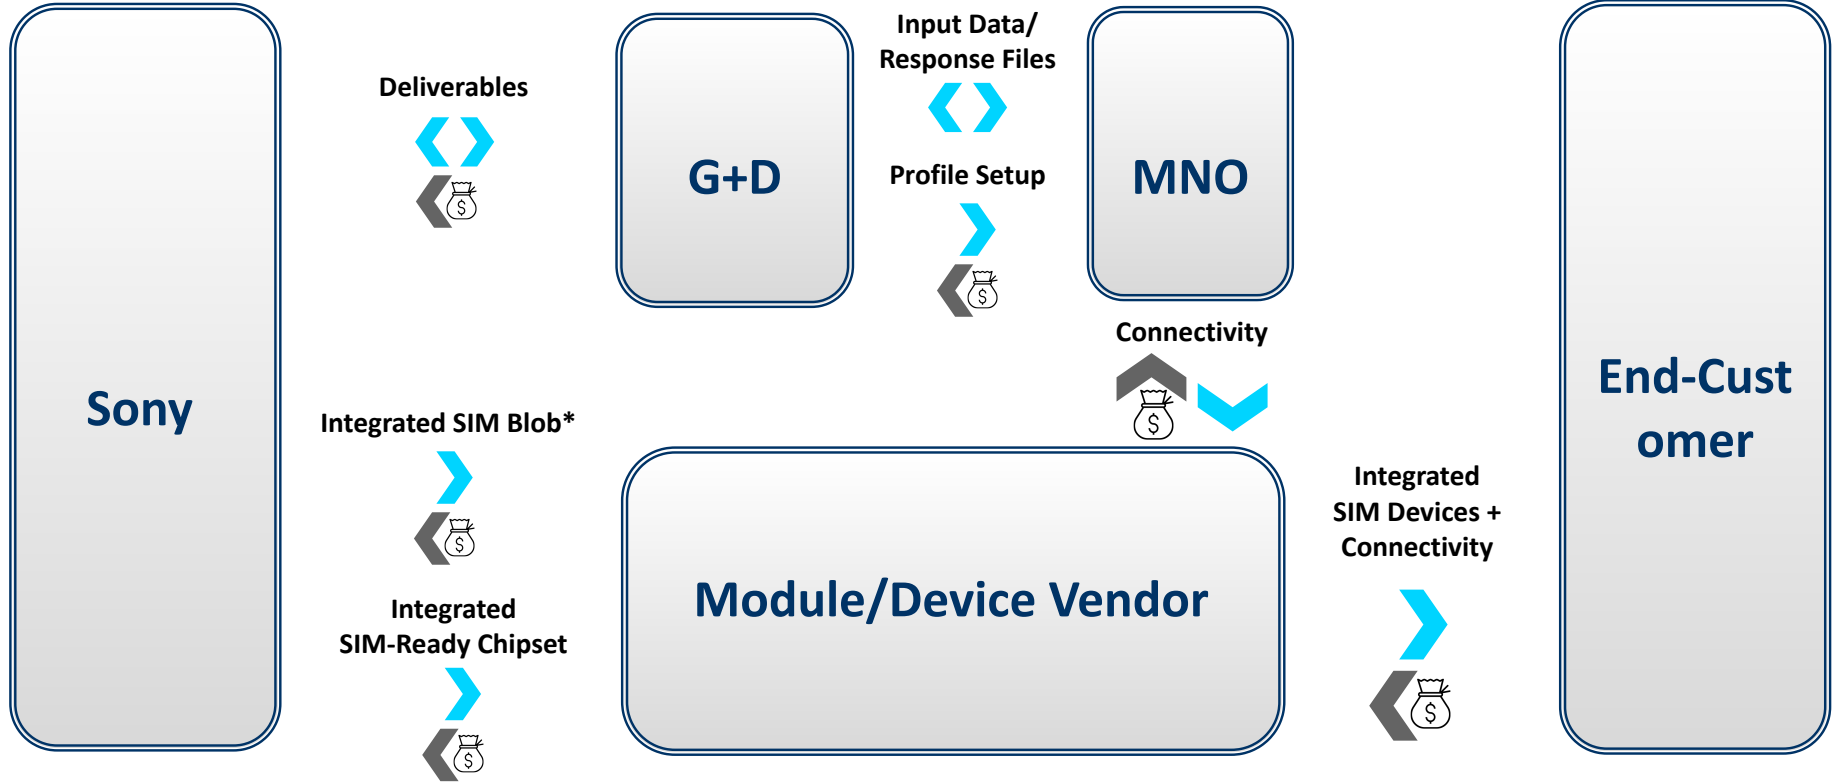 Sony
Deliverables
G+D
Input Data/
Response Files
Profile Setup
MNO
Connectivity
Integrated SIM Blob*
Integrated
SIM-Ready Chipset
Module/Device Vendor
Integrated
SIM Devices +
Connectivity
End-Cust
omer
$
$
$
$
$
$